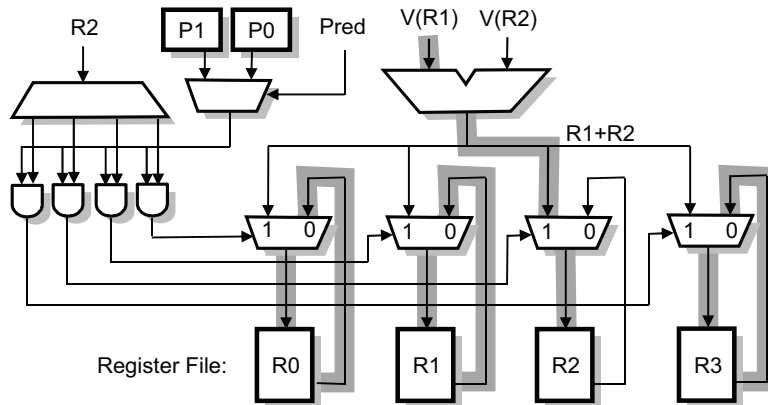 R2 P1 P0 Pred V(R1) V(R2)
R1+R2
1 0 1 0 1 0 1 0
Register File: R0 R1 R2 R3